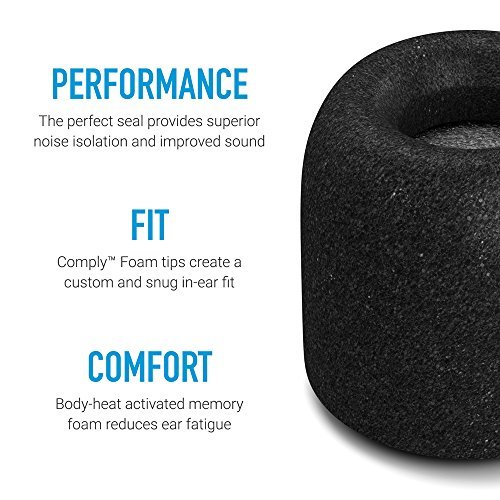 PERFORMANCE
The perfect seal provides superior
noise isolation and improved sound
FIT
Comply™ Foam tips create a
custom and snug in-ear fit
COMFORT
Body-heat activated memory
foam reduces ear fatigue